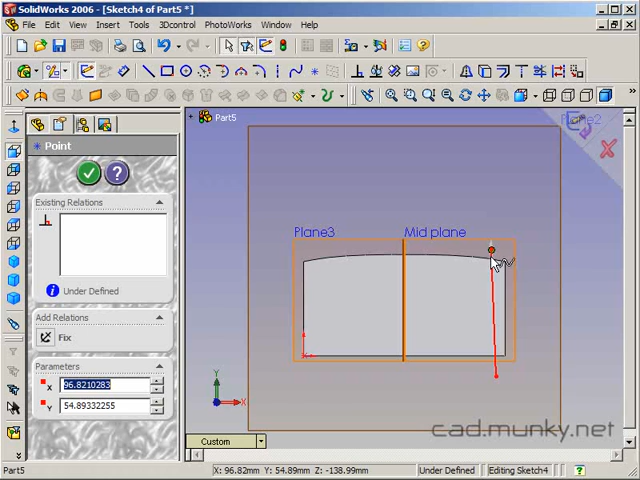 SolidWorks 2006 - [Sketch4 of Part5 *]
File Edit View Insert Tools 3Dcontrol PhotoWorks Window Help
Part5
Plane2
Point
Existing Relations
Under Defined
Add Relations
Fix
Parameters
X 96.8210283
Y 54.89332255
Plane3 Mid plane
Y
X
Custom
cad.munky.net
Part5 X: 96.82mm Y: 54.89mm Z: -138.99mm Under Defined Editing Sketch4